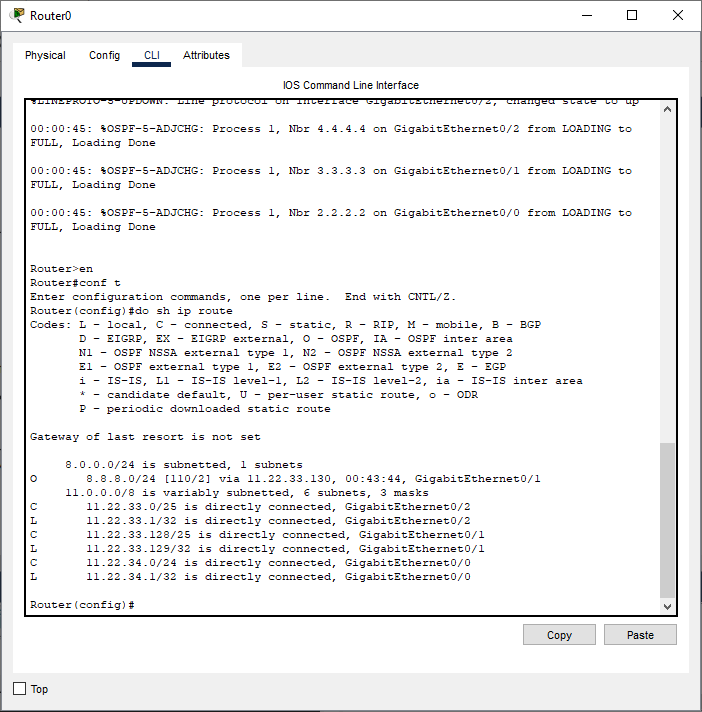 Router0
Physical Config CLI Attributes
IOS Command Line Interface
%LINEPROTO-5-UPDOWN: Line protocol on interface GigabitEthernet0/2, changed state to up
00:00:45: %OSPF-5-ADJCHG: Process 1, Nbr 4.4.4.4 on GigabitEthernet0/2 from LOADING to
FULL, Loading Done
00:00:45: %OSPF-5-ADJCHG: Process 1, Nbr 3.3.3.3 on GigabitEthernet0/1 from LOADING to
FULL, Loading Done
00:00:45: %OSPF-5-ADJCHG: Process 1, Nbr 2.2.2.2 on GigabitEthernet0/0 from LOADING to
FULL, Loading Done
Router>en
Router#conf t
Enter configuration commands, one per line.  End with CNTL/Z.
Router(config)#do sh ip route
Codes: L - local, C - connected, S - static, R - RIP, M - mobile, B - BGP
       D - EIGRP, EX - EIGRP external, O - OSPF, IA - OSPF inter area
       N1 - OSPF NSSA external type 1, N2 - OSPF NSSA external type 2
       E1 - OSPF external type 1, E2 - OSPF external type 2, E - EGP
       i - IS-IS, L1 - IS-IS level-1, L2 - IS-IS level-2, ia - IS-IS inter area
       * - candidate default, U - per-user static route, o - ODR
       P - periodic downloaded static route
Gateway of last resort is not set
     8.0.0.0/24 is subnetted, 1 subnets
O       8.8.8.0/24 [110/2] via 11.22.33.130, 00:43:44, GigabitEthernet0/1
     11.0.0.0/8 is variably subnetted, 6 subnets, 3 masks
C       11.22.33.0/25 is directly connected, GigabitEthernet0/2
L       11.22.33.1/32 is directly connected, GigabitEthernet0/2
C       11.22.33.128/25 is directly connected, GigabitEthernet0/1
L       11.22.33.129/32 is directly connected, GigabitEthernet0/1
C       11.22.34.0/24 is directly connected, GigabitEthernet0/0
L       11.22.34.1/32 is directly connected, GigabitEthernet0/0
Router(config)#
Copy Paste
Top